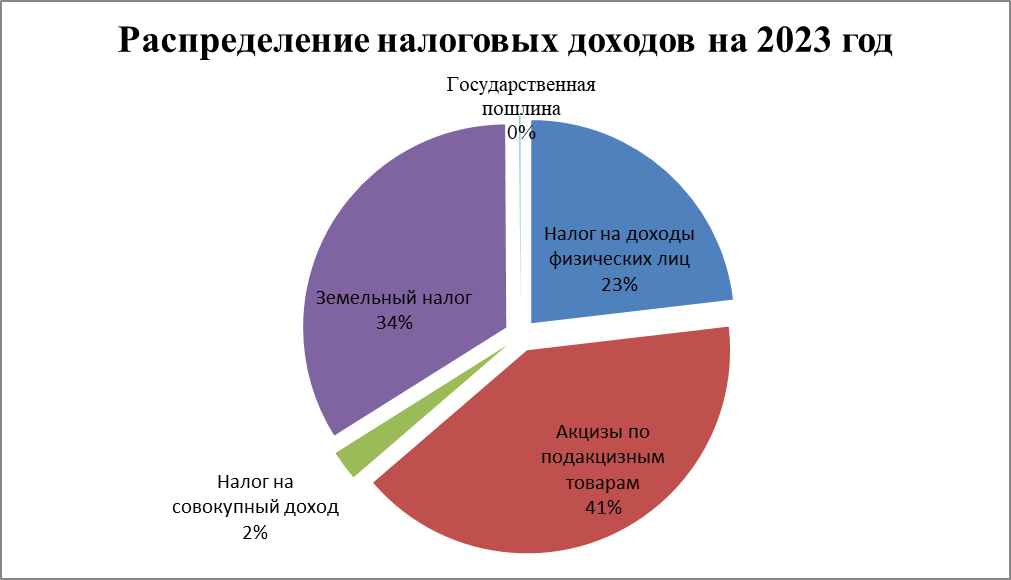 Распределение налоговых доходов на 2023 год
Государственная
пошлина
0%
Налог на доходы
физических лиц
23%
Земельный налог
34%
Акцизы по
подакцизным
товарам
41%
Налог на
совокупный доход
2%